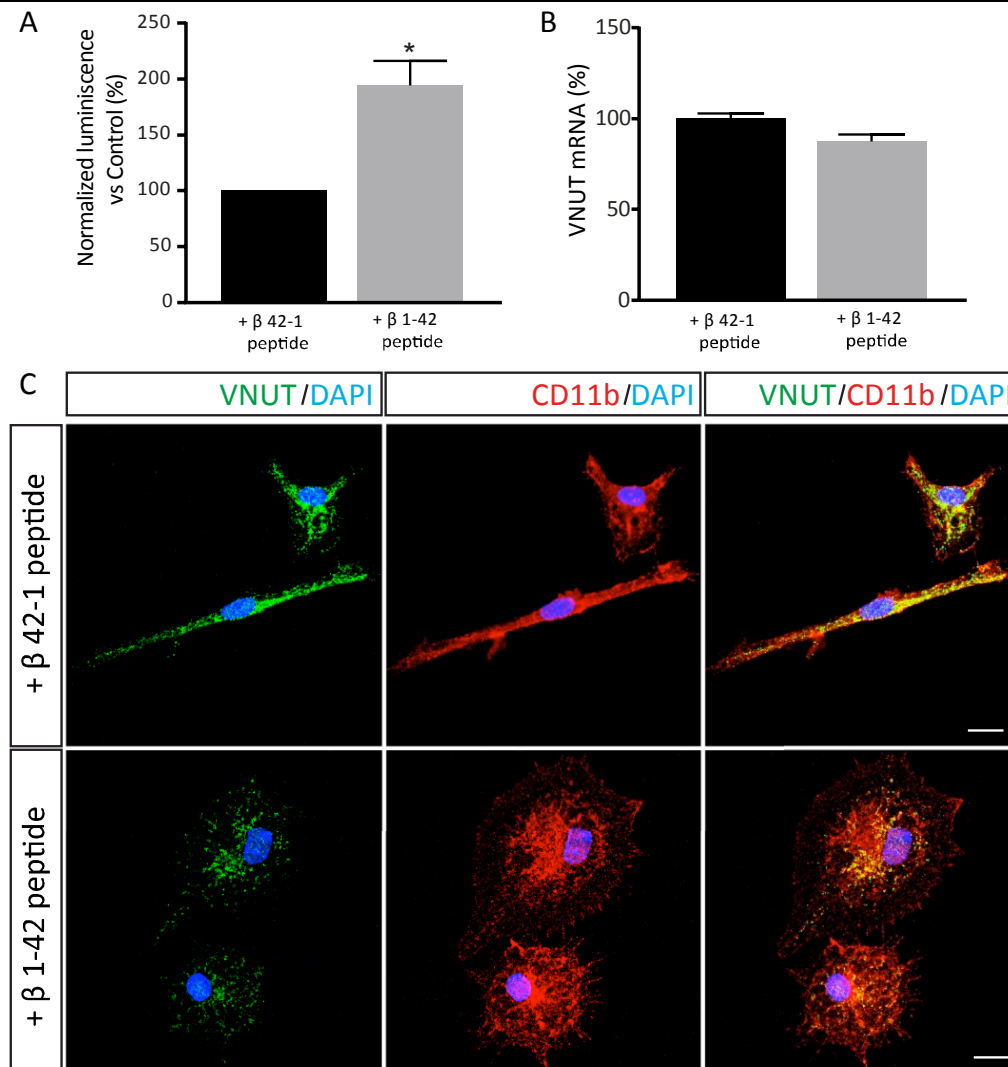 A
Normalized luminiscence
vs Control (%)
250
200
150
100
50
0
*
+ β 42-1
peptide
+ β 1-42
peptide
B
VNUT mRNA (%)
150
100
50
0
+ β 42-1
peptide
+ β 1-42
peptide
C
VNUT /DAPI
CD11b/DAPI
VNUT/CD11b /DAPI
+ β 42-1 peptide
+ β 1-42 peptide